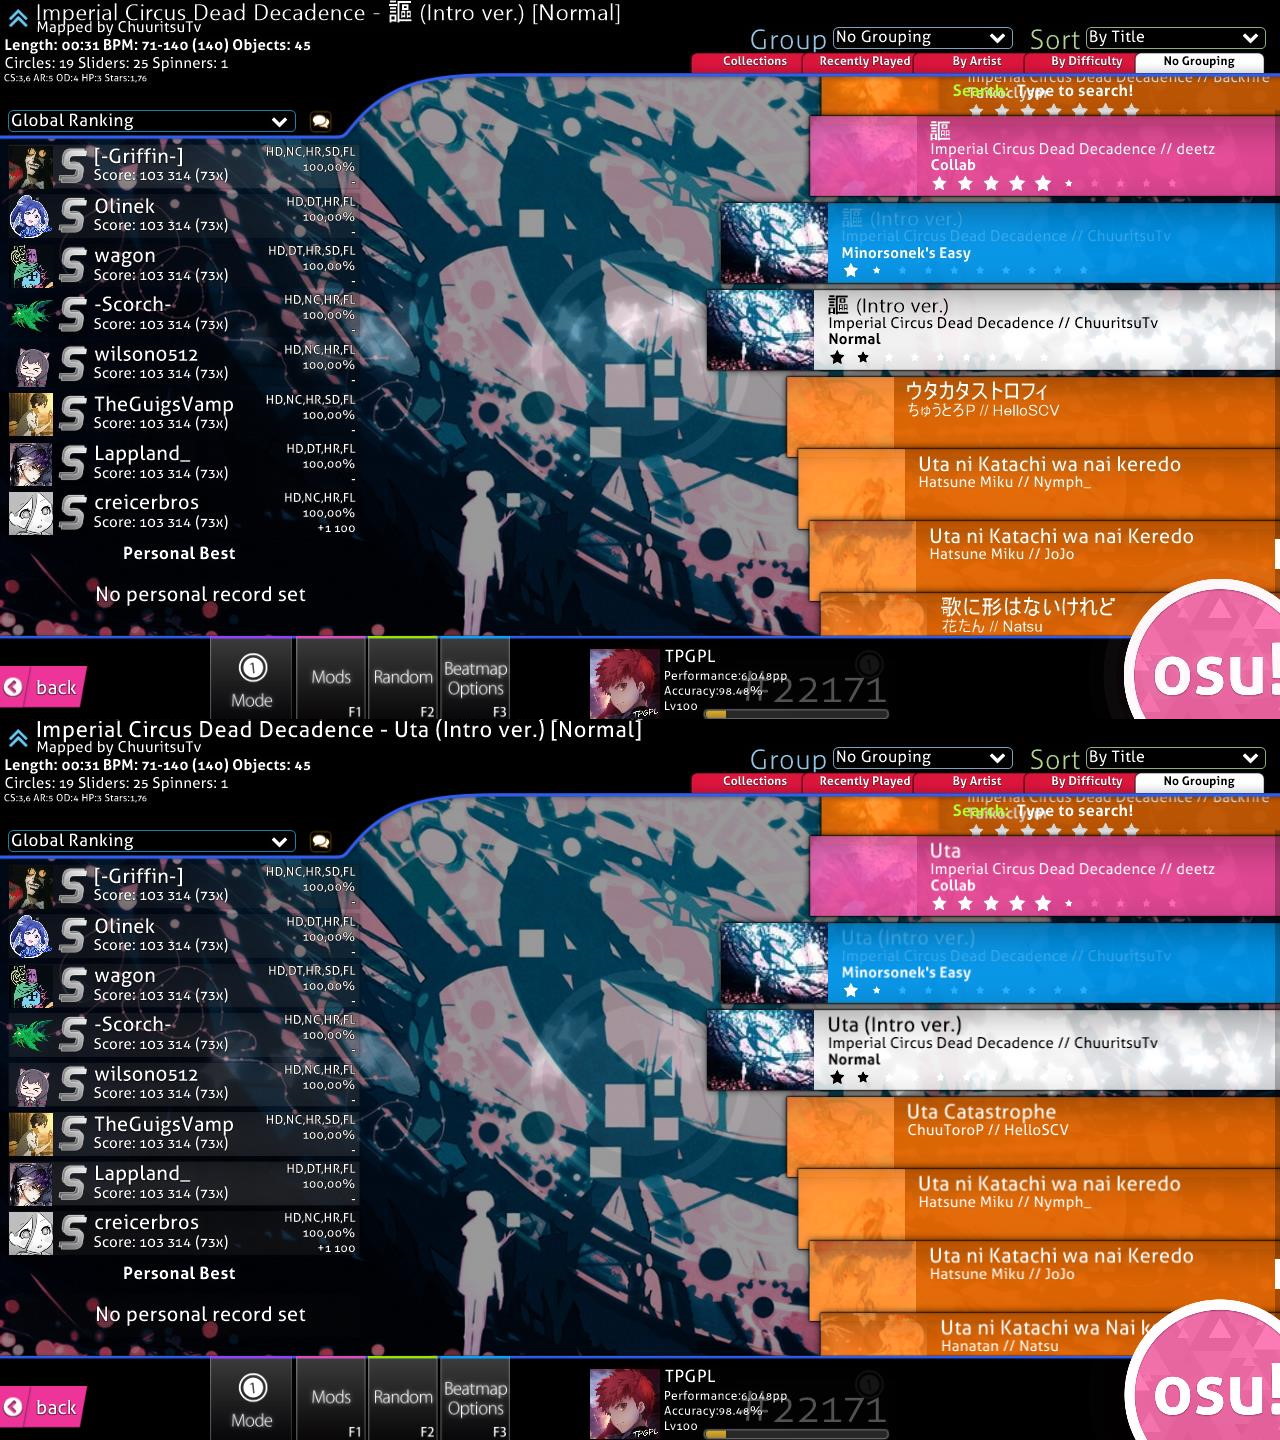 Imperial Circus Dead Decadence - 謳 (Intro ver.) [Normal]
Mapped by ChuuritsuTv
Length: 00:31 BPM: 71-140 (140) Objects: 45
Circles: 19 Sliders: 25 Spinners: 1
CS:3,6 AR:5 OD:4 HP:3 Stars:1,76
Group No Grouping Sort By Title
Collections Recently Played By Artist By Difficulty No Grouping
Imperial Circus Dead Decadence // Backfire
Search: Type to search!
Taikoclysm
Global Ranking
[-Griffin-] HD,NC,HR,SD,FL
Score: 103 314 (73x) 100,00%
-
Olinek HD,DT,HR,FL
Score: 103 314 (73x) 100,00%
-
wagon HD,DT,HR,SD,FL
Score: 103 314 (73x) 100,00%
-
-Scorch- HD,NC,HR,FL
Score: 103 314 (73x) 100,00%
-
wilson0512 HD,NC,HR,FL
Score: 103 314 (73x) 100,00%
-
TheGuigsVamp HD,NC,HR,SD,FL
Score: 103 314 (73x) 100,00%
-
Lappland_ HD,DT,HR,FL
Score: 103 314 (73x) 100,00%
-
creicerbros HD,NC,HR,FL
Score: 103 314 (73x) 100,00%
+1 100
Personal Best
No personal record set
謳
Imperial Circus Dead Decadence // deetz
Collab
謳 (Intro ver.)
Imperial Circus Dead Decadence // ChuuritsuTv
Minorsonek's Easy
謳 (Intro ver.)
Imperial Circus Dead Decadence // ChuuritsuTv
Normal
ウタカタストロフィ
ちゅうとろP // HelloSCV
Uta ni Katachi wa nai keredo
Hatsune Miku // Nymph_
Uta ni Katachi wa nai Keredo
Hatsune Miku // JoJo
歌に形はないけれど
花たん // Natsu
back
1
Mode
Mods F1
Random F2
Beatmap Options F3
TPGPL
TPGPL
Performance:6,048pp
Accuracy:98.48%
Lv100
#22171
osu!
Imperial Circus Dead Decadence - Uta (Intro ver.) [Normal]
Mapped by ChuuritsuTv
Length: 00:31 BPM: 71-140 (140) Objects: 45
Circles: 19 Sliders: 25 Spinners: 1
CS:3,6 AR:5 OD:4 HP:3 Stars:1,76
Group No Grouping Sort By Title
Collections Recently Played By Artist By Difficulty No Grouping
Imperial Circus Dead Decadence // Backfire
Search: Type to search!
Taikoclysm
Global Ranking
[-Griffin-] HD,NC,HR,SD,FL
Score: 103 314 (73x) 100,00%
-
Olinek HD,DT,HR,FL
Score: 103 314 (73x) 100,00%
-
wagon HD,DT,HR,SD,FL
Score: 103 314 (73x) 100,00%
-
-Scorch- HD,NC,HR,FL
Score: 103 314 (73x) 100,00%
-
wilson0512 HD,NC,HR,FL
Score: 103 314 (73x) 100,00%
-
TheGuigsVamp HD,NC,HR,SD,FL
Score: 103 314 (73x) 100,00%
-
Lappland_ HD,DT,HR,FL
Score: 103 314 (73x) 100,00%
-
creicerbros HD,NC,HR,FL
Score: 103 314 (73x) 100,00%
+1 100
Personal Best
No personal record set
Uta
Imperial Circus Dead Decadence // deetz
Collab
Uta (Intro ver.)
Imperial Circus Dead Decadence // ChuuritsuTv
Minorsonek's Easy
Uta (Intro ver.)
Imperial Circus Dead Decadence // ChuuritsuTv
Normal
Uta Catastrophe
ChuuToroP // HelloSCV
Uta ni Katachi wa nai keredo
Hatsune Miku // Nymph_
Uta ni Katachi wa nai Keredo
Hatsune Miku // JoJo
Uta ni Katachi wa Nai k
Hanatan // Natsu
back
1
Mode
Mods F1
Random F2
Beatmap Options F3
TPGPL
TPGPL
Performance:6,048pp
Accuracy:98.48%
Lv100
#22171
osu!